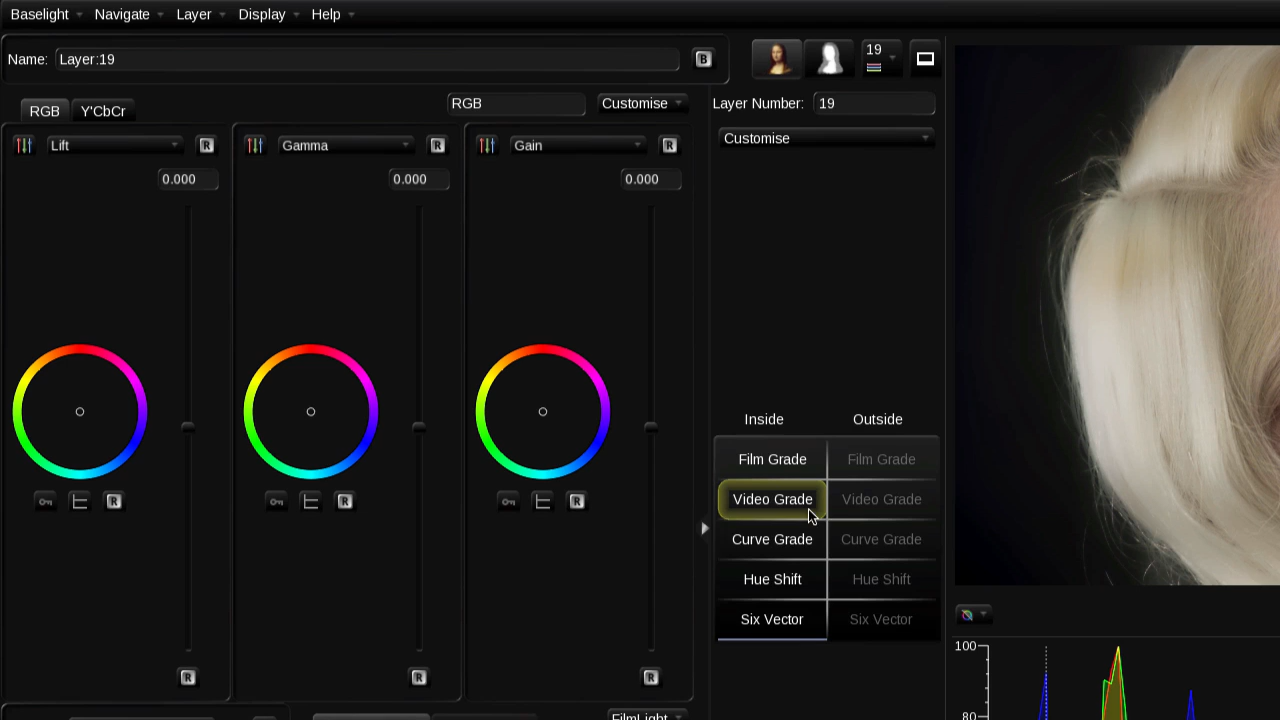 Baselight Navigate Layer Display Help
Name: Layer:19 B 19
RGB Y'CbCr RGB Customise Layer Number: 19
Lift R Gamma R Gain R Customise
0.000 0.000 0.000
Inside Outside
Film Grade Film Grade
Video Grade Video Grade
R R R
Curve Grade Curve Grade
Hue Shift Hue Shift
Six Vector Six Vector
100
R R R
FilmLight 80